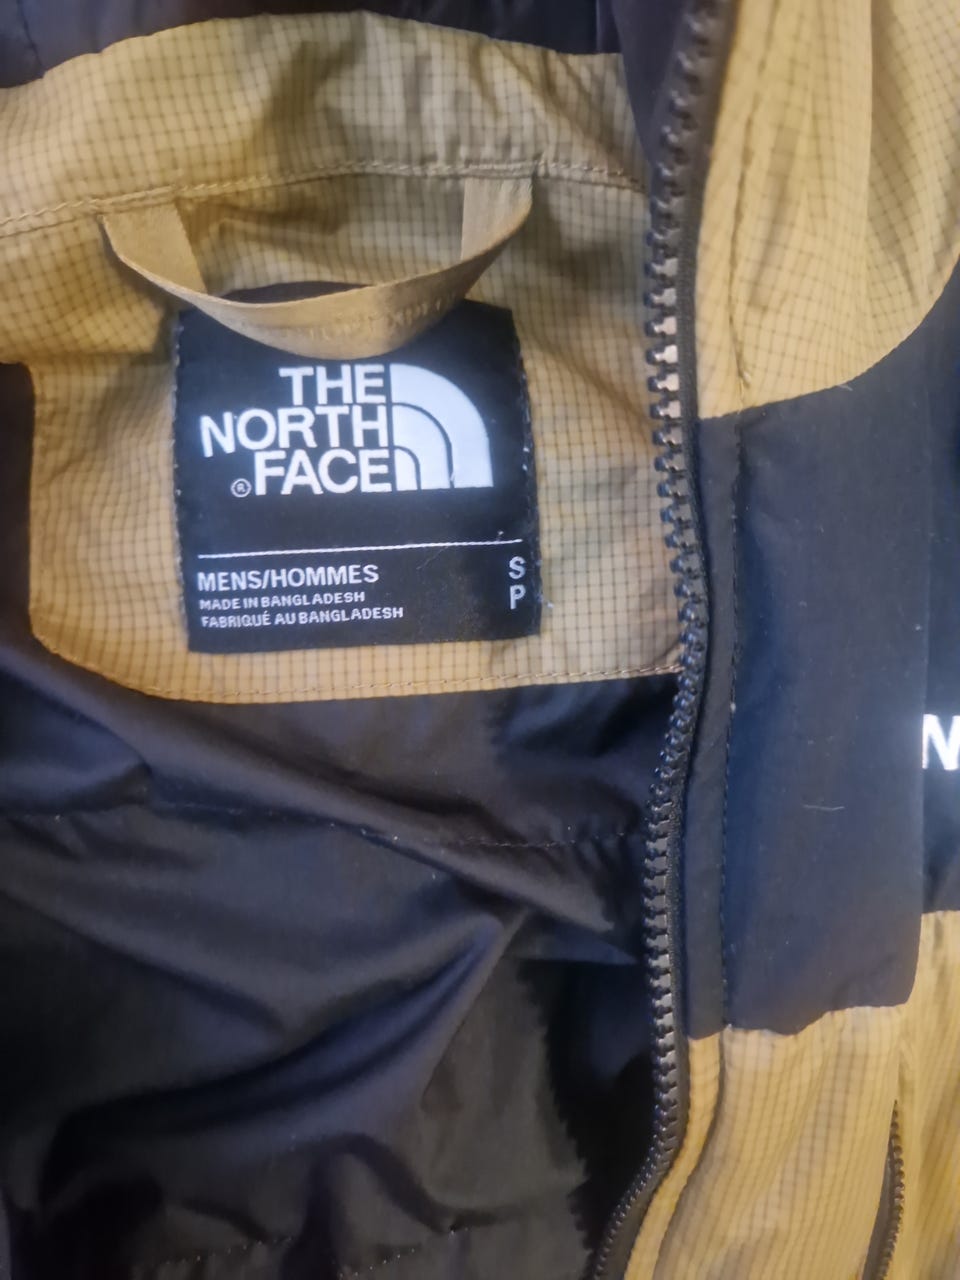 THE
NORTH
®FACE
MENS/HOMMES S
MADE IN BANGLADESH P
FABRIQUÉ AU BANGLADESH
N